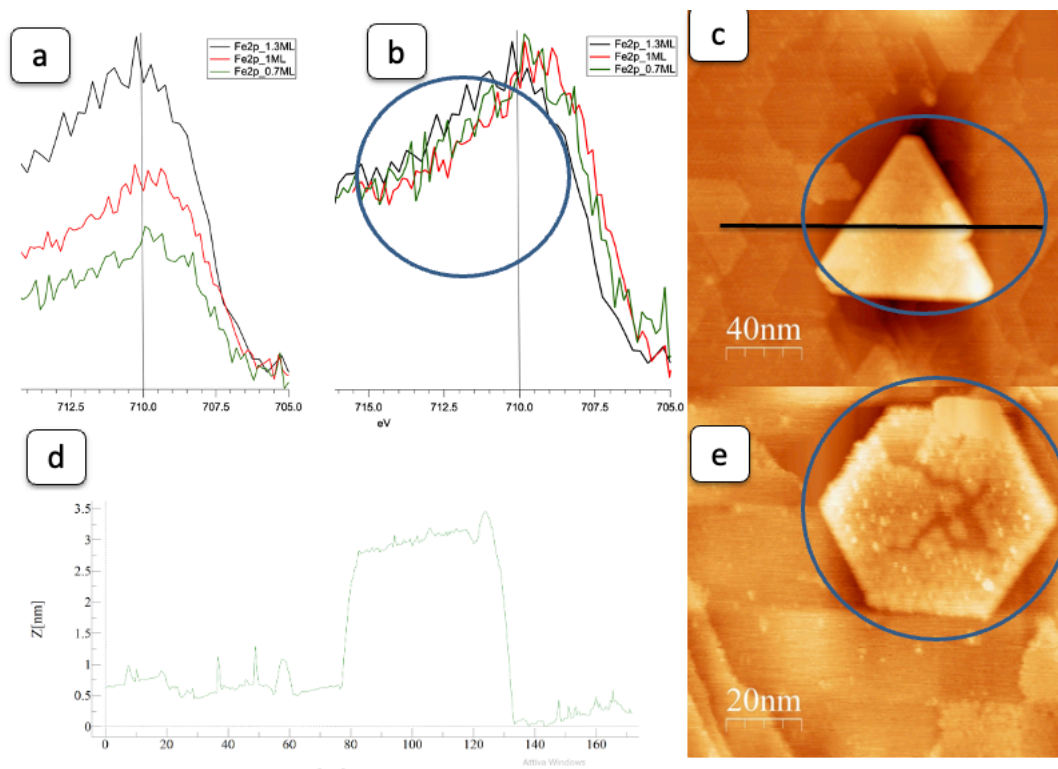 a
Fe2p_1.3ML
Fe2p_1ML
Fe2p_0.7ML
712.5 710.0 707.5 705.0
b
Fe2p_1.3ML
Fe2p_1ML
Fe2p_0.7ML
715.0 712.5 710.0 707.5 705.0
eV
c
40nm
d
3.5
3
2.5
2
1.5
1
0.5
0
Z[nm]
0 20 40 60 80 100 120 140 160
Attiva Windows
e
20nm